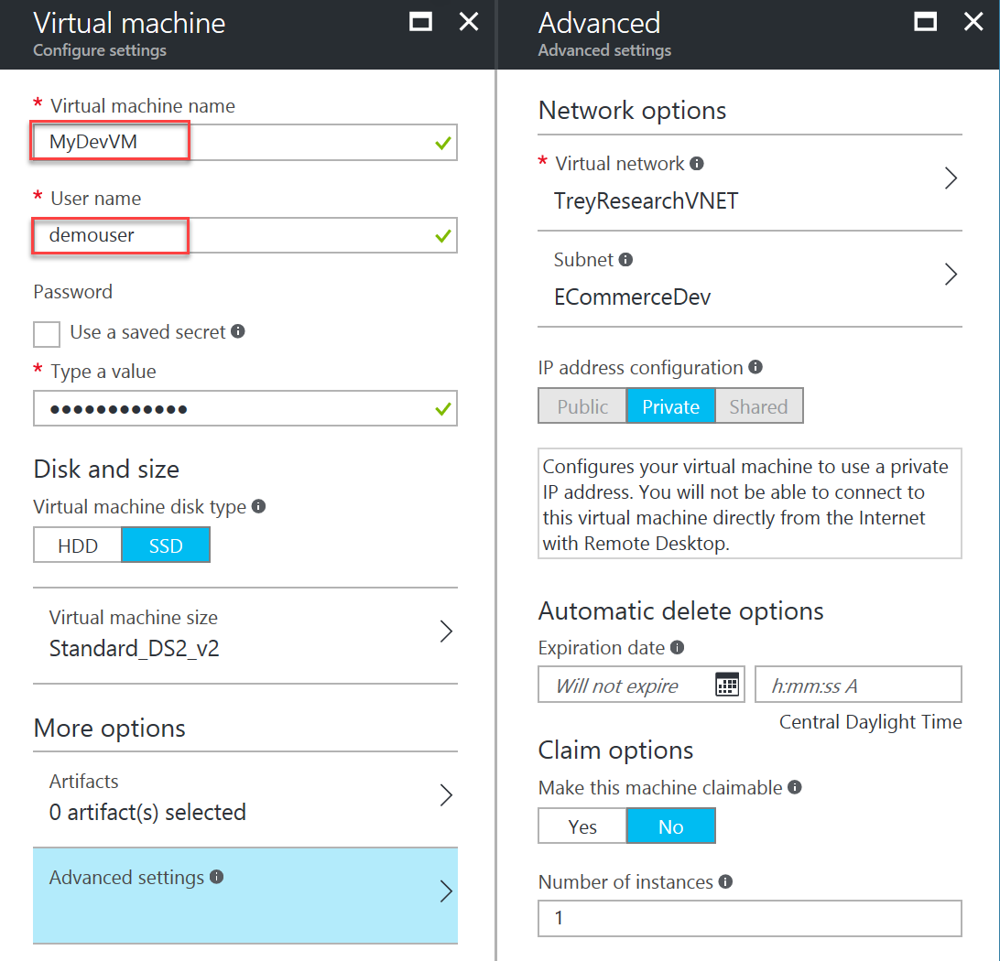 Virtual machine
Configure settings
* Virtual machine name
MyDevVM
* User name
demouser
Password
Use a saved secret
* Type a value
●●●●●●●●●●●●
Disk and size
Virtual machine disk type
HDD SSD
Virtual machine size
Standard_DS2_v2
More options
Artifacts
0 artifact(s) selected
Advanced settings
Advanced
Advanced settings
Network options
* Virtual network
TreyResearchVNET
Subnet
ECommerceDev
IP address configuration
Public Private Shared
Configures your virtual machine to use a private
IP address. You will not be able to connect to
this virtual machine directly from the Internet
with Remote Desktop.
Automatic delete options
Expiration date
Will not expire h:mm:ss A
Central Daylight Time
Claim options
Make this machine claimable
Yes No
Number of instances
1